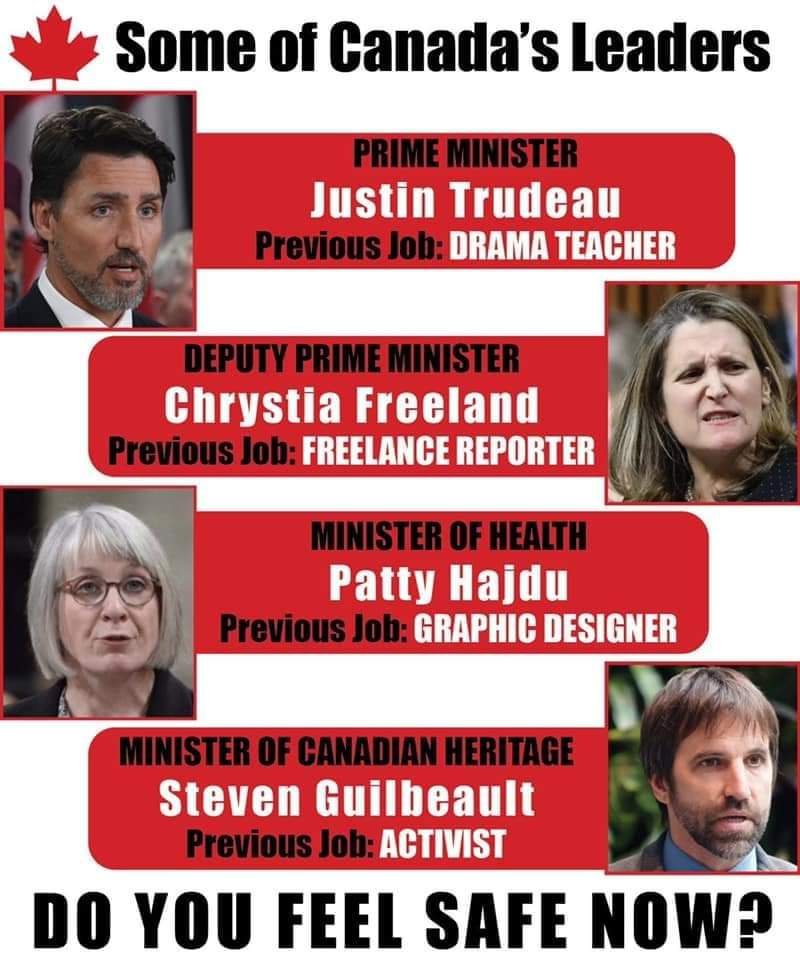 Some of Canada's Leaders
PRIME MINISTER
Justin Trudeau
Previous Job: DRAMA TEACHER
DEPUTY PRIME MINISTER
Chrystia Freeland
Previous Job: FREELANCE REPORTER
MINISTER OF HEALTH
Patty Hajdu
Previous Job: GRAPHIC DESIGNER
MINISTER OF CANADIAN HERITAGE
Steven Guilbeault
Previous Job: ACTIVIST
DO YOU FEEL SAFE NOW?